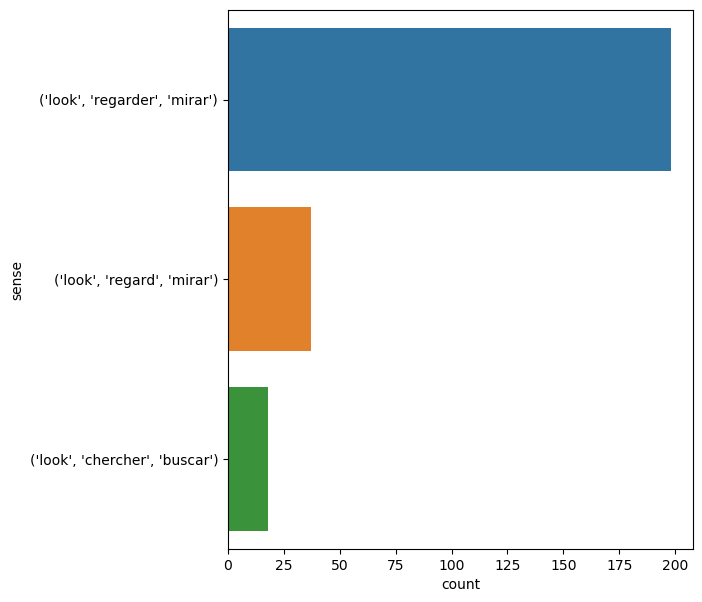 ('look', 'regarder', 'mirar')
('look', 'regard', 'mirar')
('look', 'chercher', 'buscar')
sense
0 25 50 75 100 125 150 175 200
count